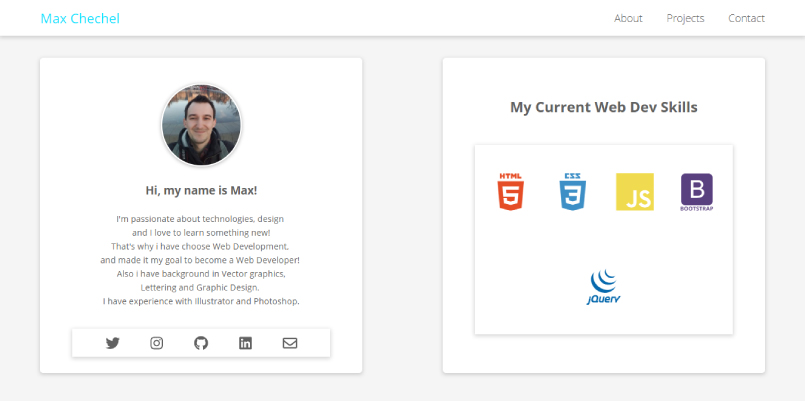 Max Chechel
About
Projects
Contact
Hi, my name is Max!
I'm passionate about technologies, design
and I love to learn something new!
That's why i have choose Web Development,
and made it my goal to become a Web Developer!
Also i have background in Vector graphics,
Lettering and Graphic Design.
I have experience with Illustrator and Photoshop.
My Current Web Dev Skills
HTML
5
CSS
3
JS
B
BOOTSTRAP
jQuery